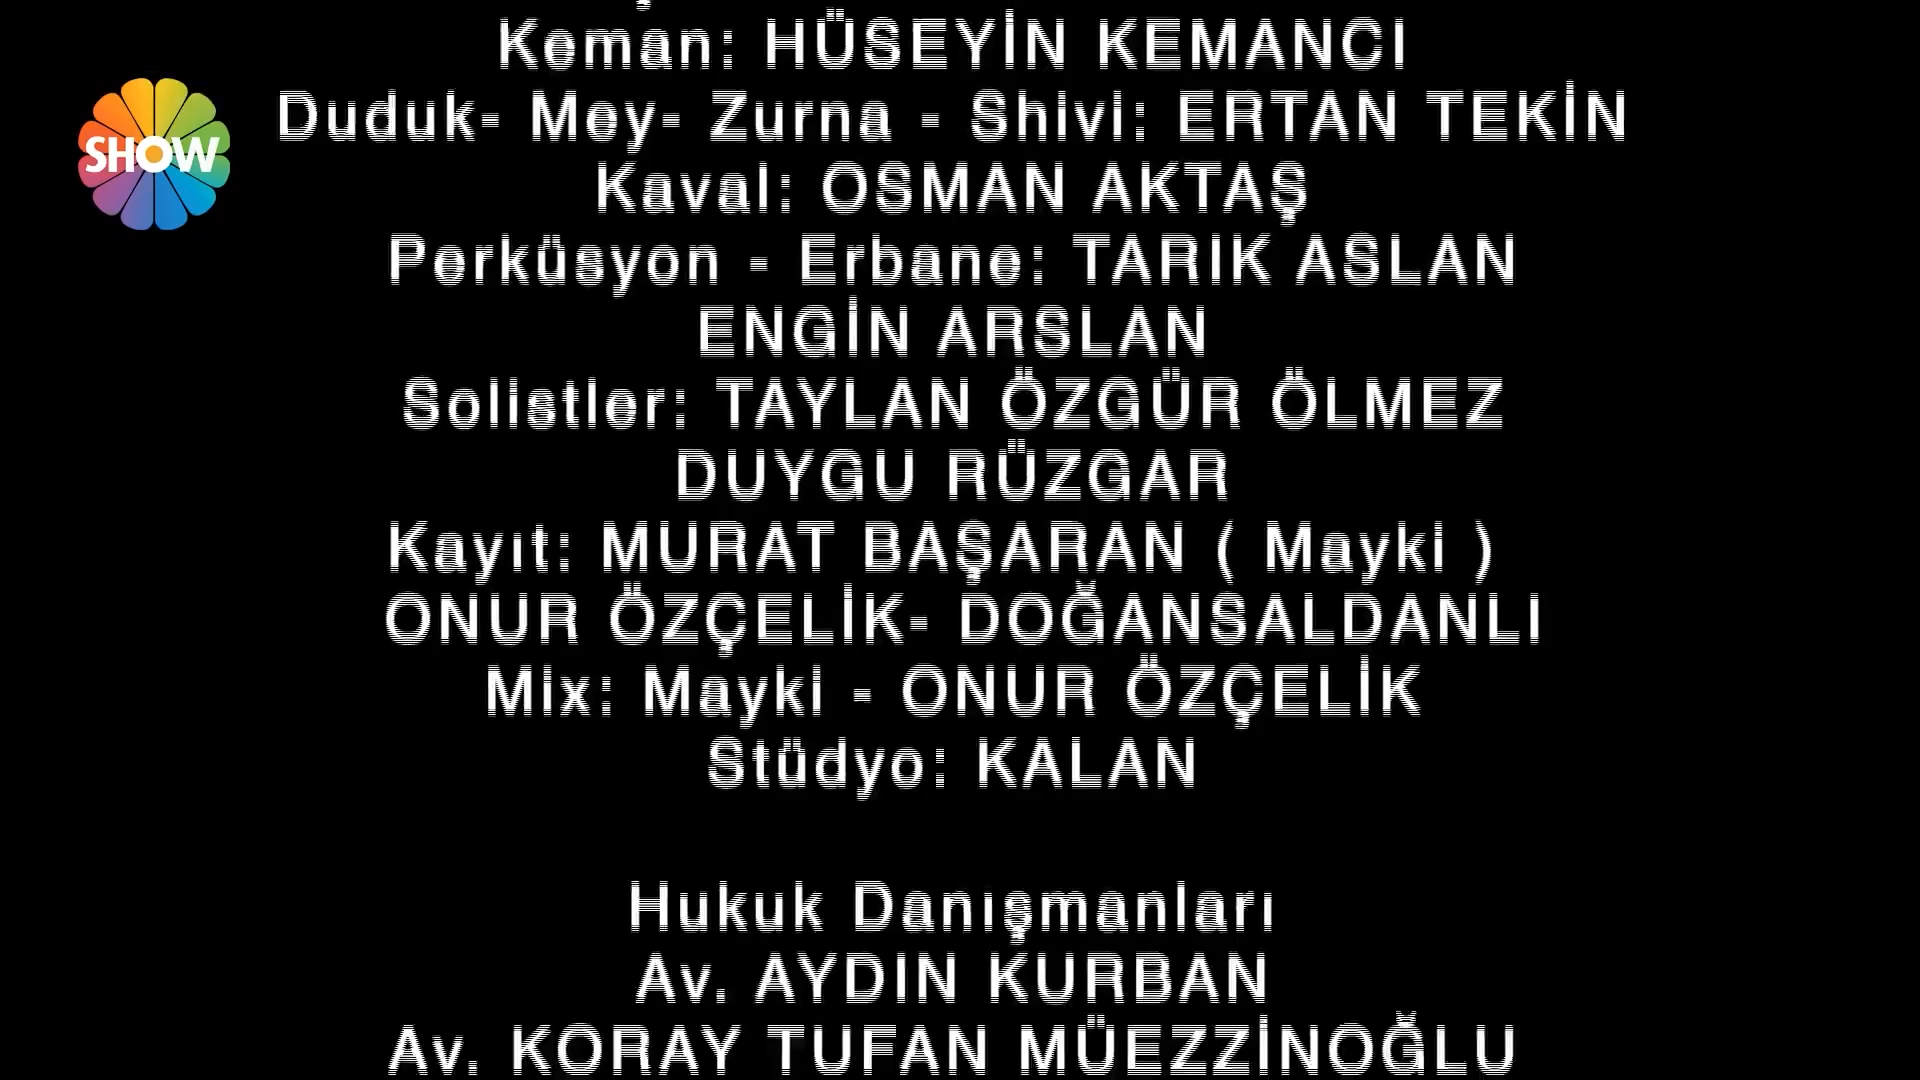 Keman: HÜSEYİN KEMANCI
SHOW
Duduk- Mey- Zurna - Shivi: ERTAN TEKİN
Kaval: OSMAN AKTAŞ
Perküsyon - Erbane: TARIK ASLAN
ENGİN ARSLAN
Solistler: TAYLAN ÖZGÜR ÖLMEZ
DUYGU RÜZGAR
Kayıt: MURAT BAŞARAN ( Mayki )
ONUR ÖZÇELİK- DOĞANSALDANLI
Mix: Mayki - ONUR ÖZÇELİK
Stüdyo: KALAN
Hukuk Danışmanları
Av. AYDIN KURBAN
Av. KORAY TUFAN MÜEZZİNOĞLU